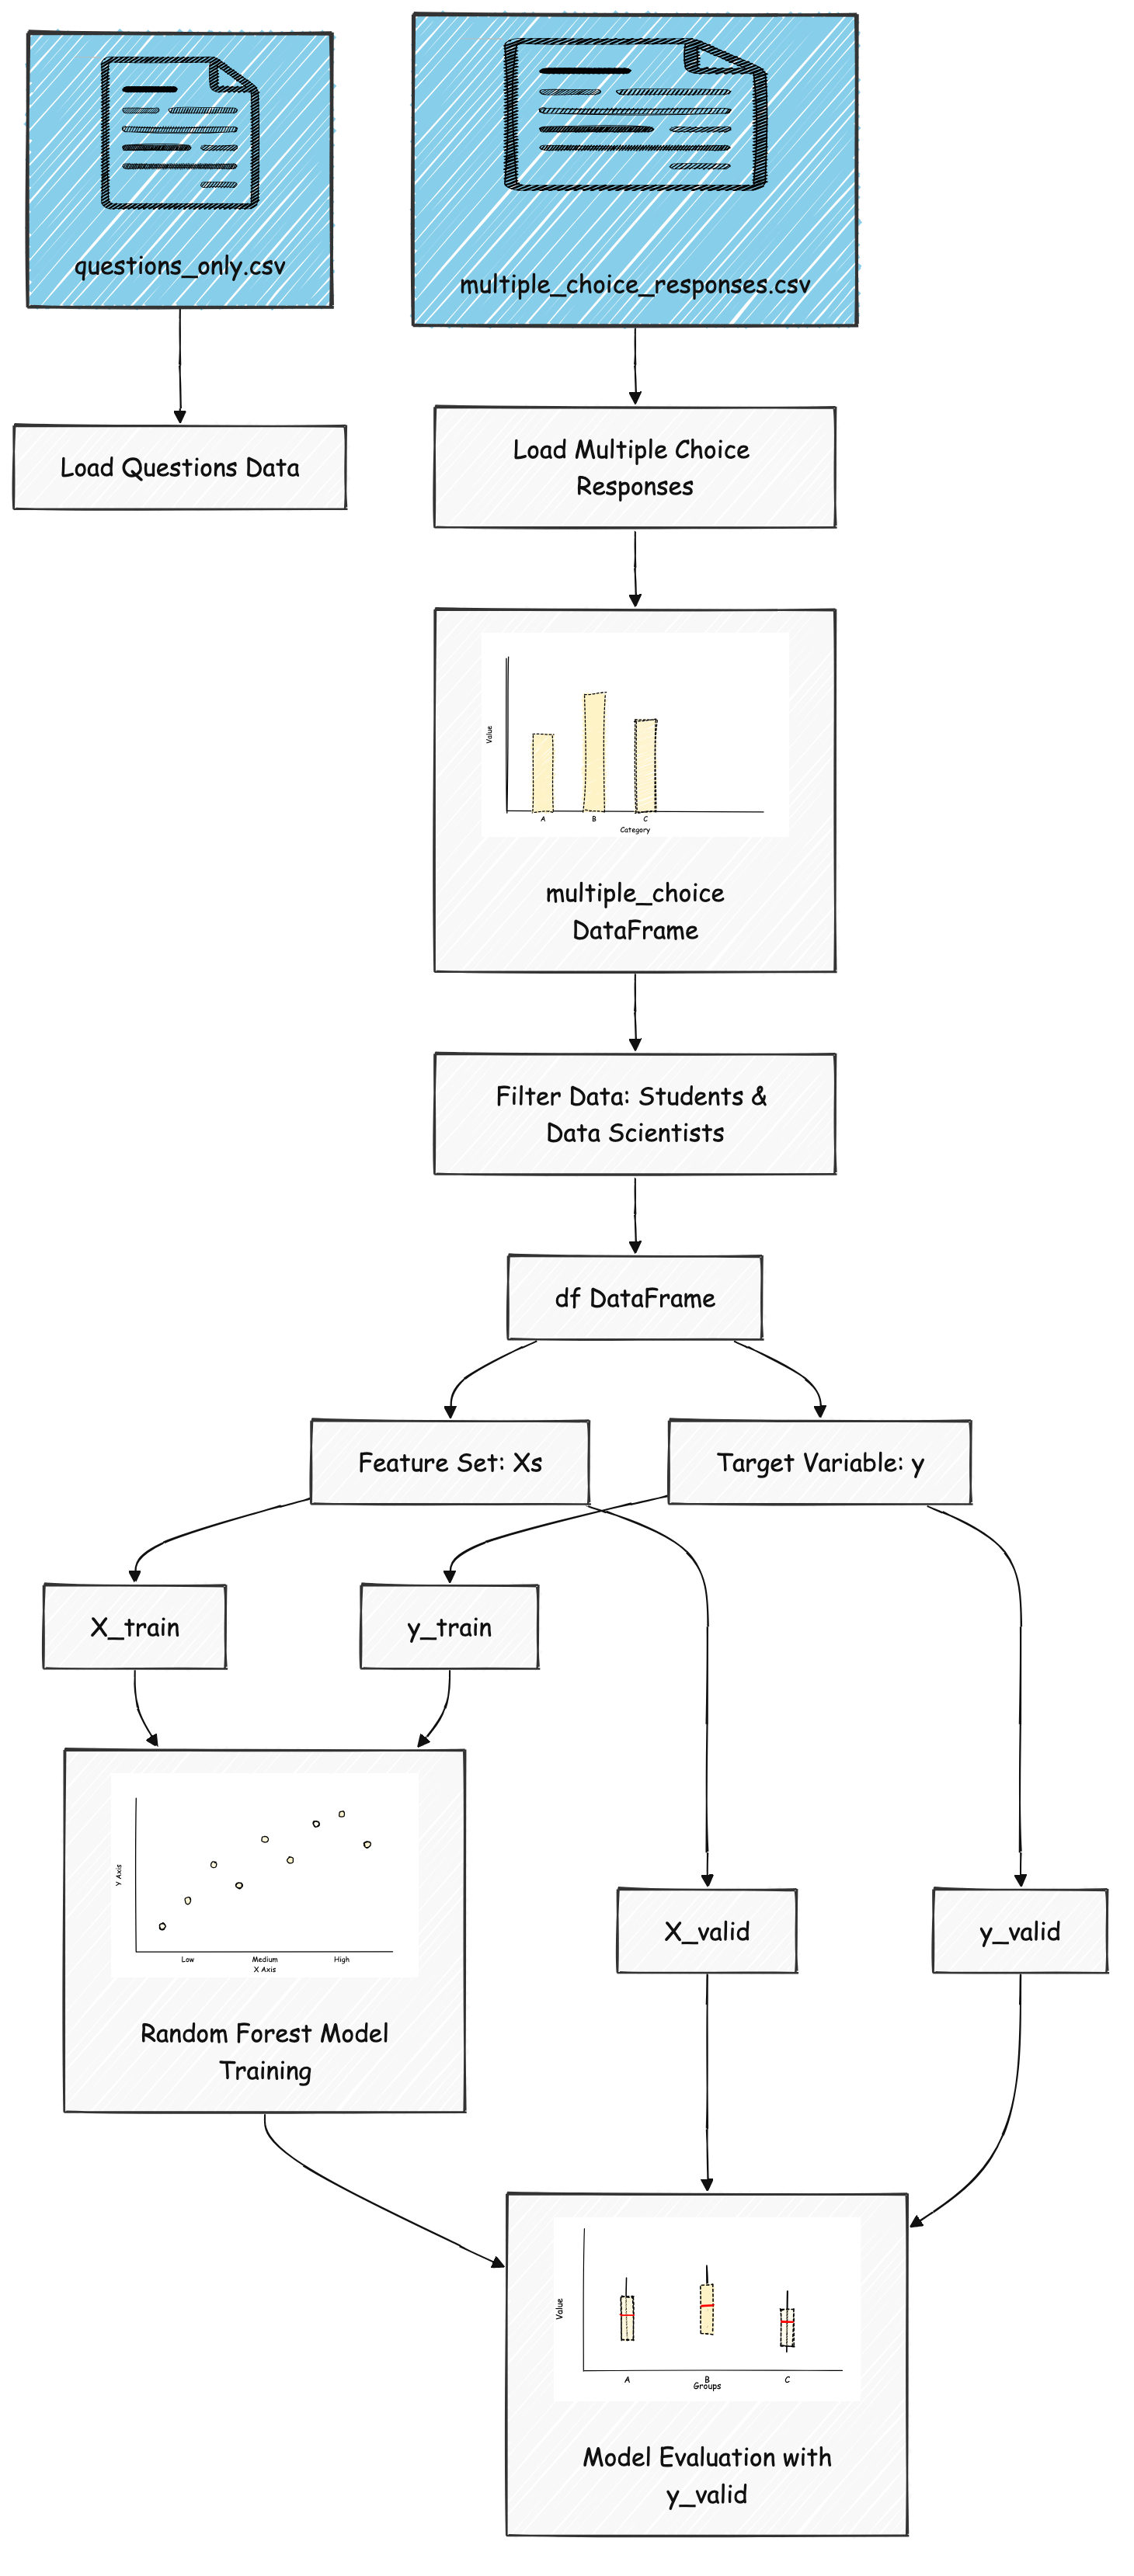 questions_only.csv
multiple_choice_responses.csv
Load Questions Data
Load Multiple Choice
Responses
Value
A
B
C
Category
multiple_choice
DataFrame
Filter Data: Students &
Data Scientists
df DataFrame
Feature Set: Xs
Target Variable: y
X_train
y_train
Y Axis
Low
Medium
High
X Axis
Random Forest Model
Training
X_valid
y_valid
Value
A
B
C
Groups
Model Evaluation with
y_valid